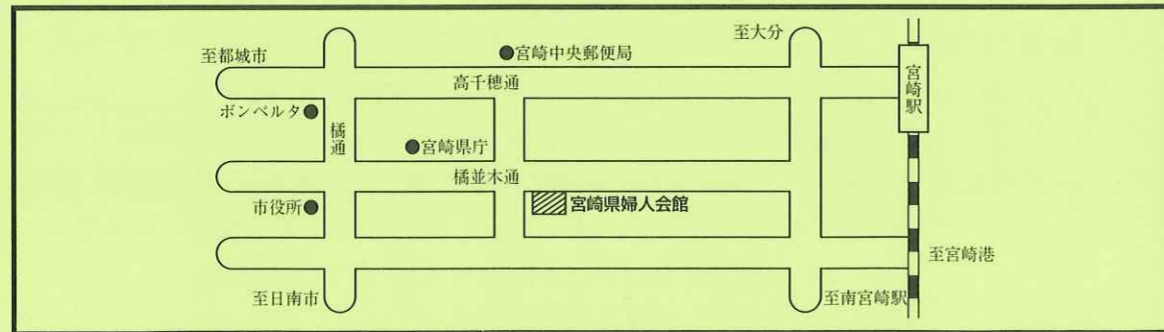 至大分
至都城市
宮崎中央郵便局
高千穂通
宮崎駅
ボンベルタ
橘通
宮崎県庁
橘並木通
市役所
宮崎県婦人会館
至宮崎港
至日南市
至南宮崎駅